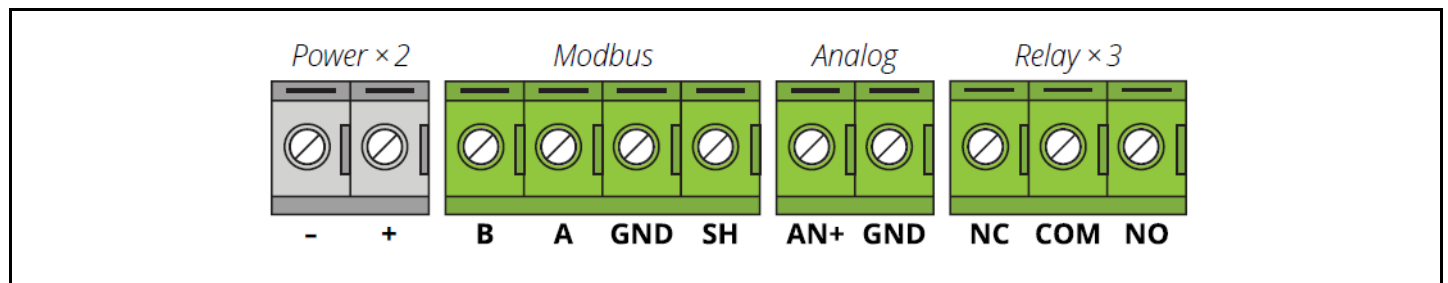 Power × 2 Modbus Analog Relay × 3
– + B A GND SH AN+ GND NC COM NO